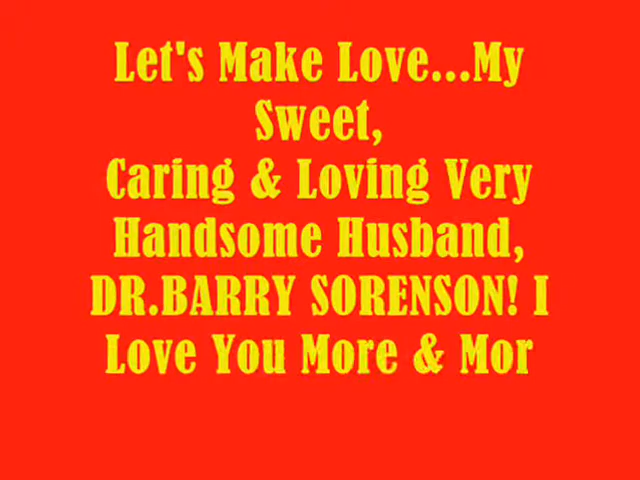 Let's Make Love...My
Sweet,
Caring & Loving Very
Handsome Husband,
DR.BARRY SORENSON! I
Love You More & Mor